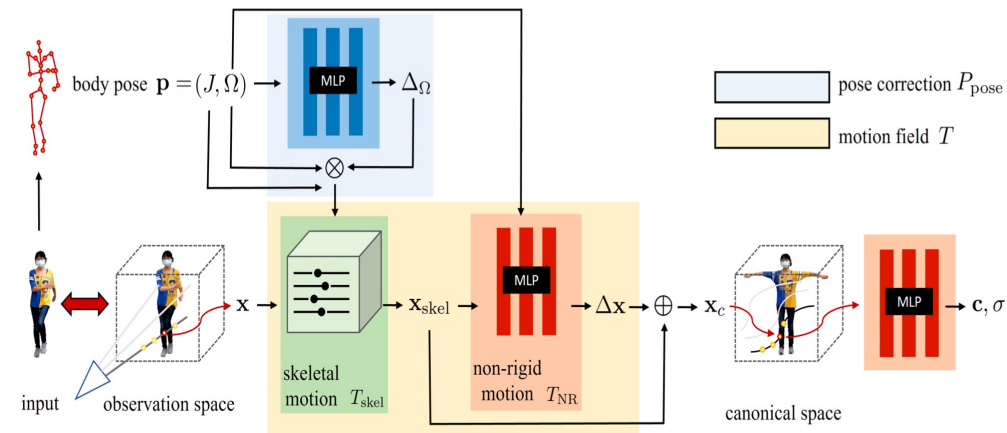 body pose p = (J, Ω)
MLP
Δ_Ω
⊗
pose correction P_pose
motion field T
x
x_skel
MLP
Δx
⊕
x_c
MLP
c, σ
skeletal
motion T_skel
non-rigid
motion T_NR
input
observation space
canonical space